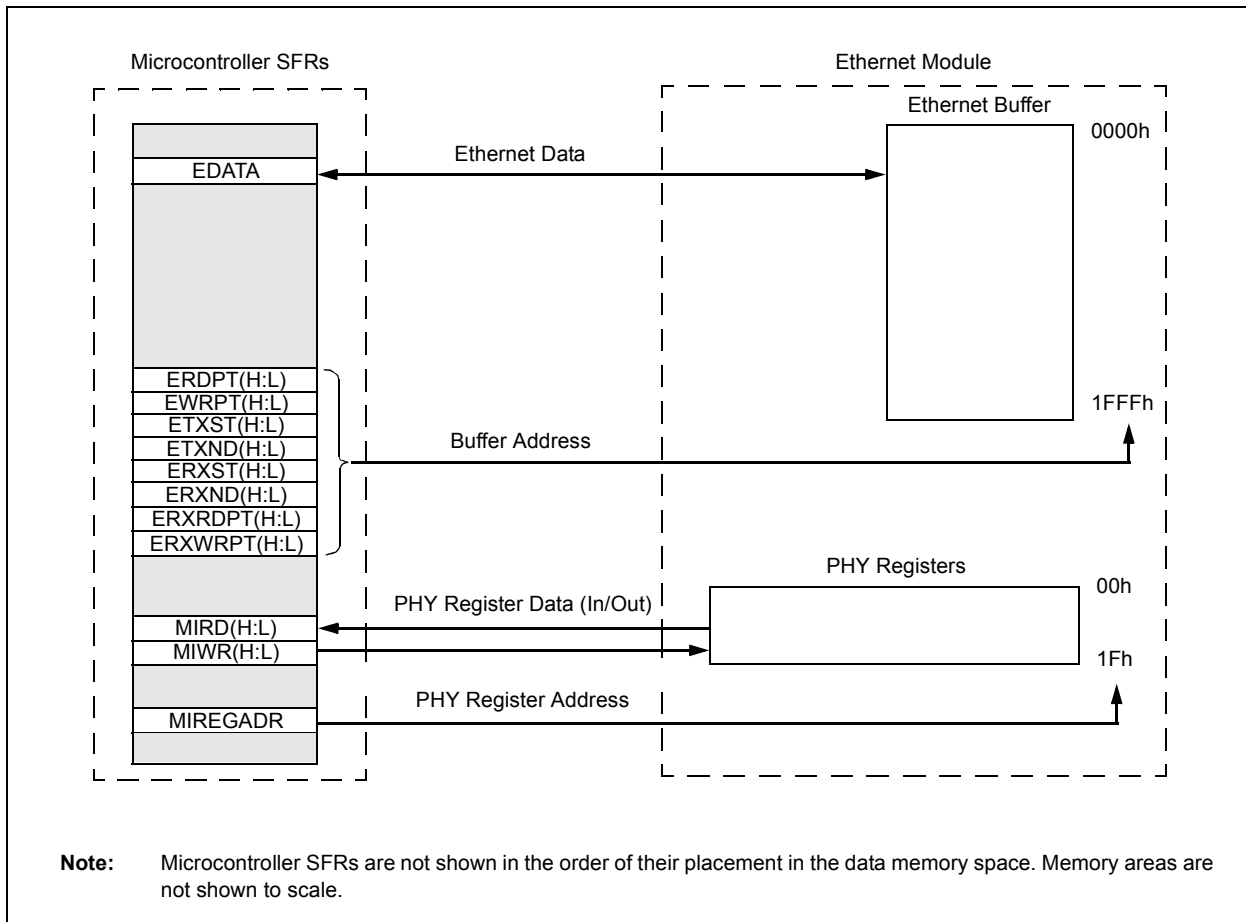 Microcontroller SFRs
Ethernet Module
Ethernet Buffer
0000h
EDATA
Ethernet Data
ERDPT(H:L)
EWRPT(H:L)
ETXST(H:L)
ETXND(H:L)
ERXST(H:L)
ERXND(H:L)
ERXRDPT(H:L)
ERXWRPT(H:L)
Buffer Address
1FFFh
PHY Registers
00h
PHY Register Data (In/Out)
MIRD(H:L)
MIWR(H:L)
1Fh
PHY Register Address
MIREGADR
Note: Microcontroller SFRs are not shown in the order of their placement in the data memory space. Memory areas are
not shown to scale.